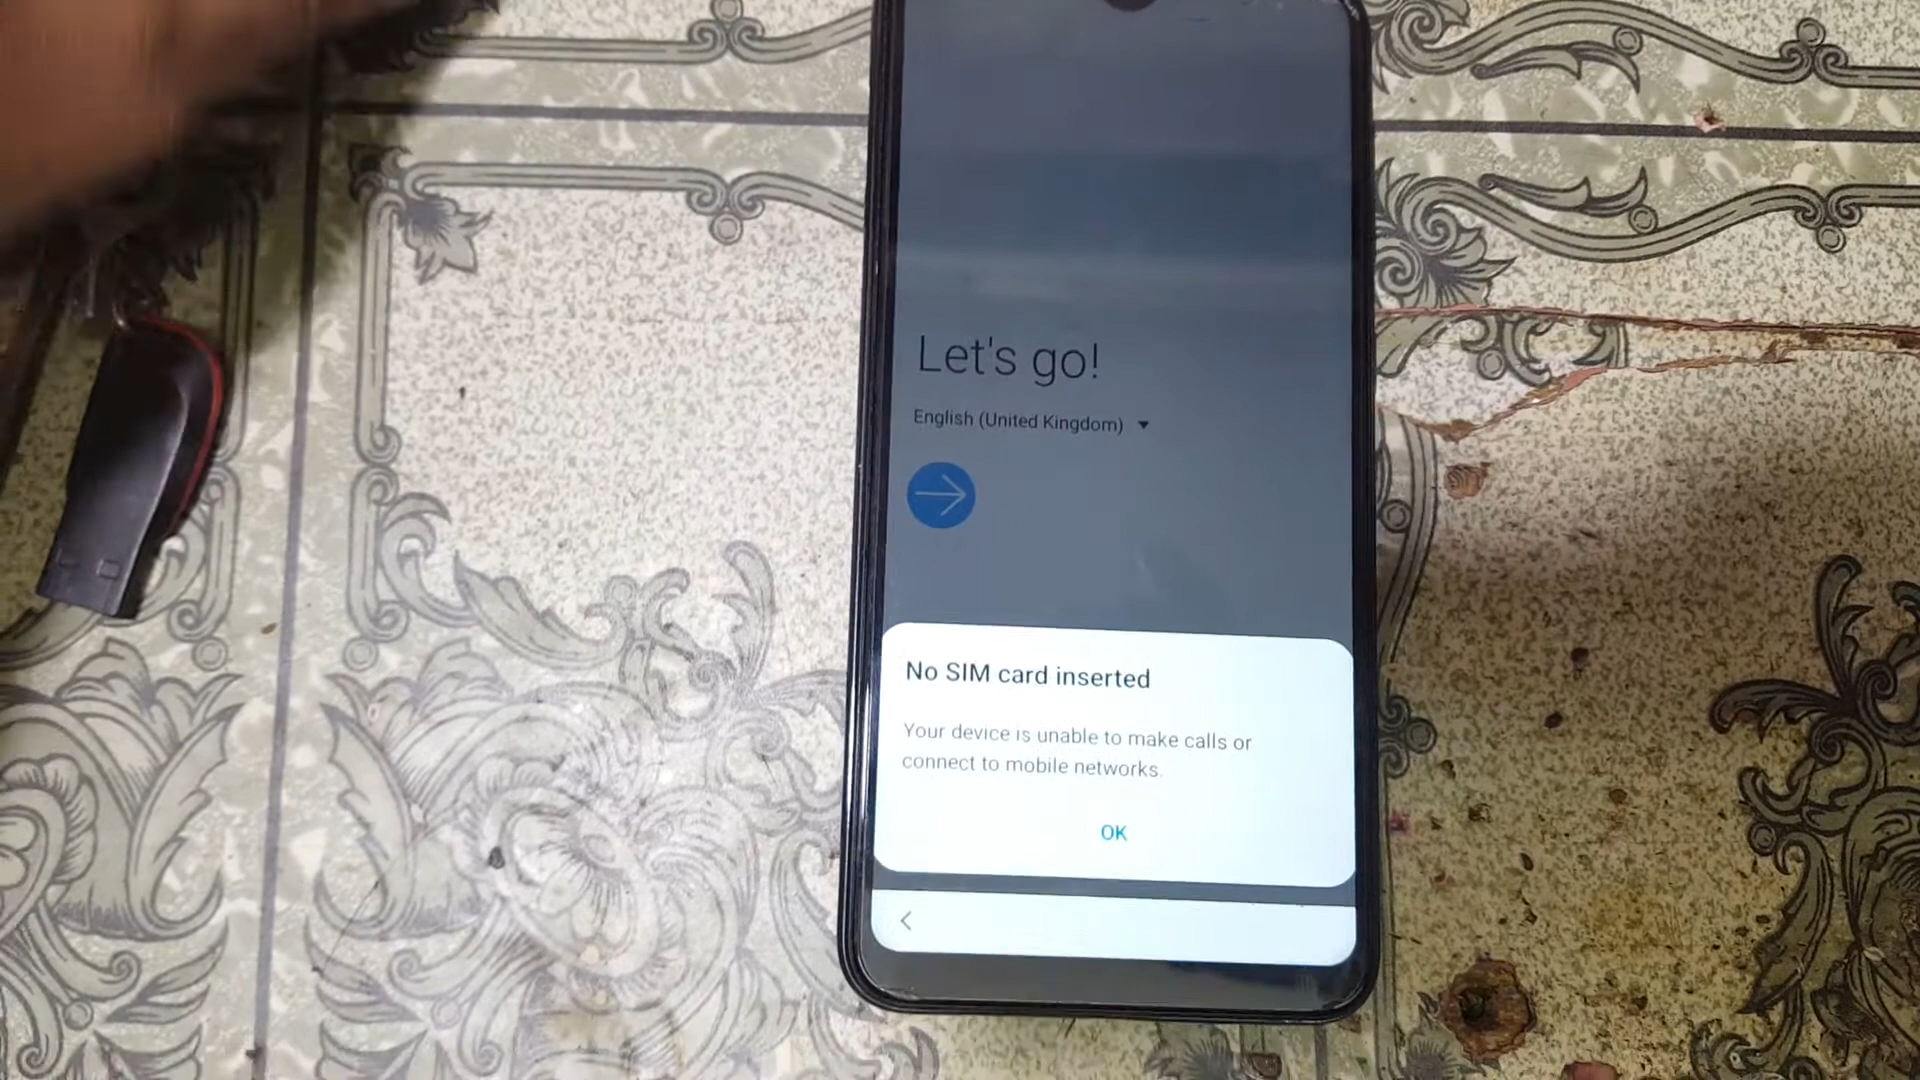 Let's go!
English (United Kingdom)
No SIM card inserted
Your device is unable to make calls or
connect to mobile networks.
OK